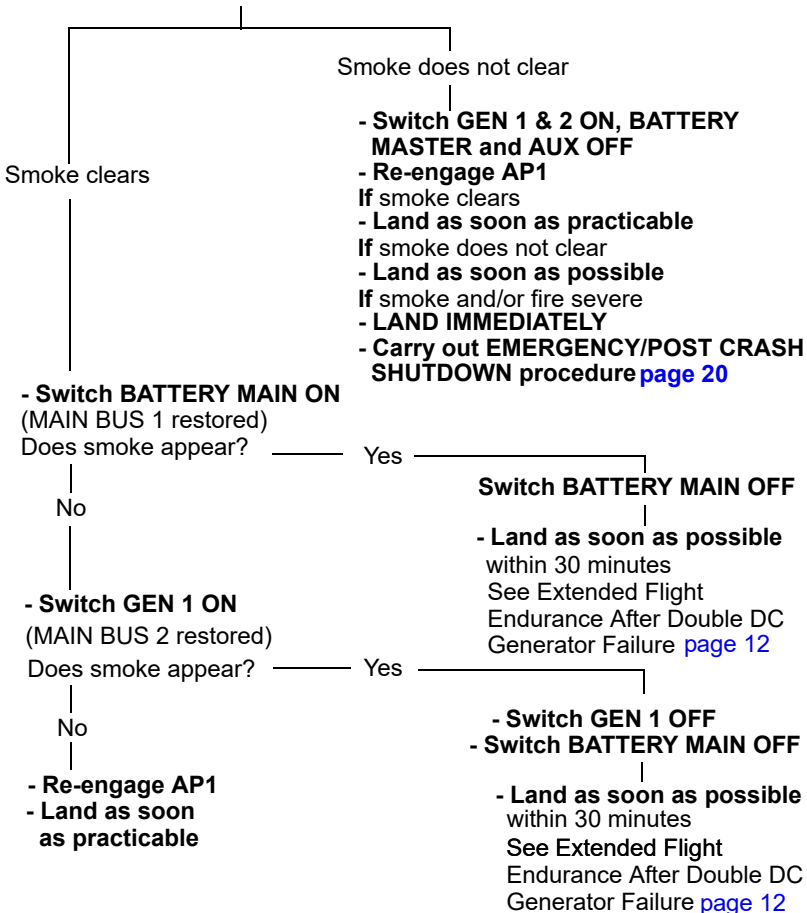 Smoke does not clear
- Switch GEN 1 & 2 ON, BATTERY
MASTER and AUX OFF
- Re-engage AP1
If smoke clears
- Land as soon as practicable
If smoke does not clear
- Land as soon as possible
If smoke and/or fire severe
- LAND IMMEDIATELY
- Carry out EMERGENCY/POST CRASH
SHUTDOWN procedure page 20
Smoke clears
- Switch BATTERY MAIN ON
(MAIN BUS 1 restored)
Does smoke appear?
Yes
Switch BATTERY MAIN OFF
- Land as soon as possible
within 30 minutes
See Extended Flight
Endurance After Double DC
Generator Failure page 12
No
- Switch GEN 1 ON
(MAIN BUS 2 restored)
Does smoke appear?
Yes
- Switch GEN 1 OFF
- Switch BATTERY MAIN OFF
- Land as soon as possible
within 30 minutes
See Extended Flight
Endurance After Double DC
Generator Failure page 12
No
- Re-engage AP1
- Land as soon
as practicable